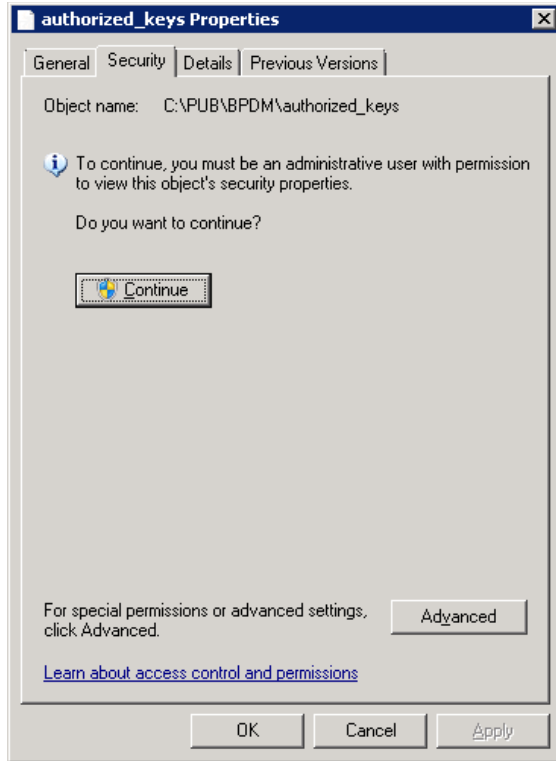 authorized_keys Properties
General Security Details Previous Versions
Object name: C:\PUB\BPDM\authorized_keys
To continue, you must be an administrative user with permission
to view this object's security properties.
Do you want to continue?
Continue
For special permissions or advanced settings,
click Advanced.
Advanced
Learn about access control and permissions
OK Cancel Apply